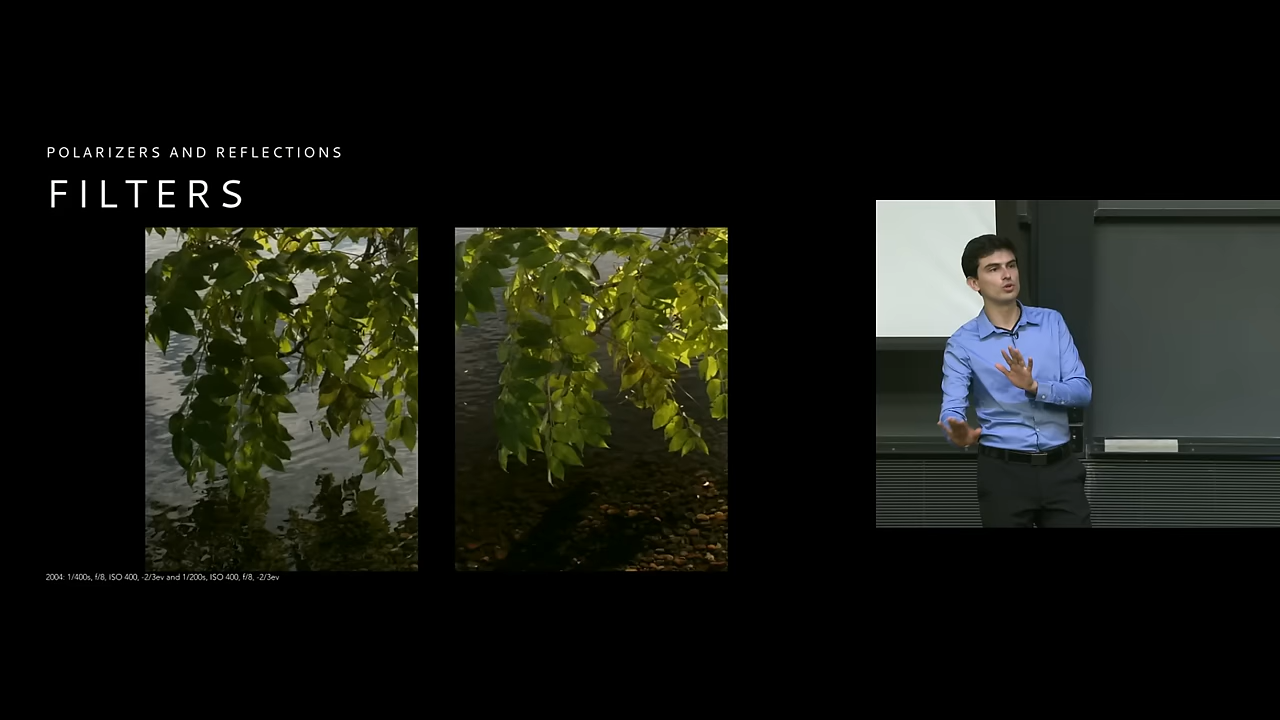 POLARIZERS AND REFLECTIONS
FILTERS
2004: 1/400s, f/8, ISO 400, -2/3ev and 1/200s, ISO 400, f/8, -2/3ev